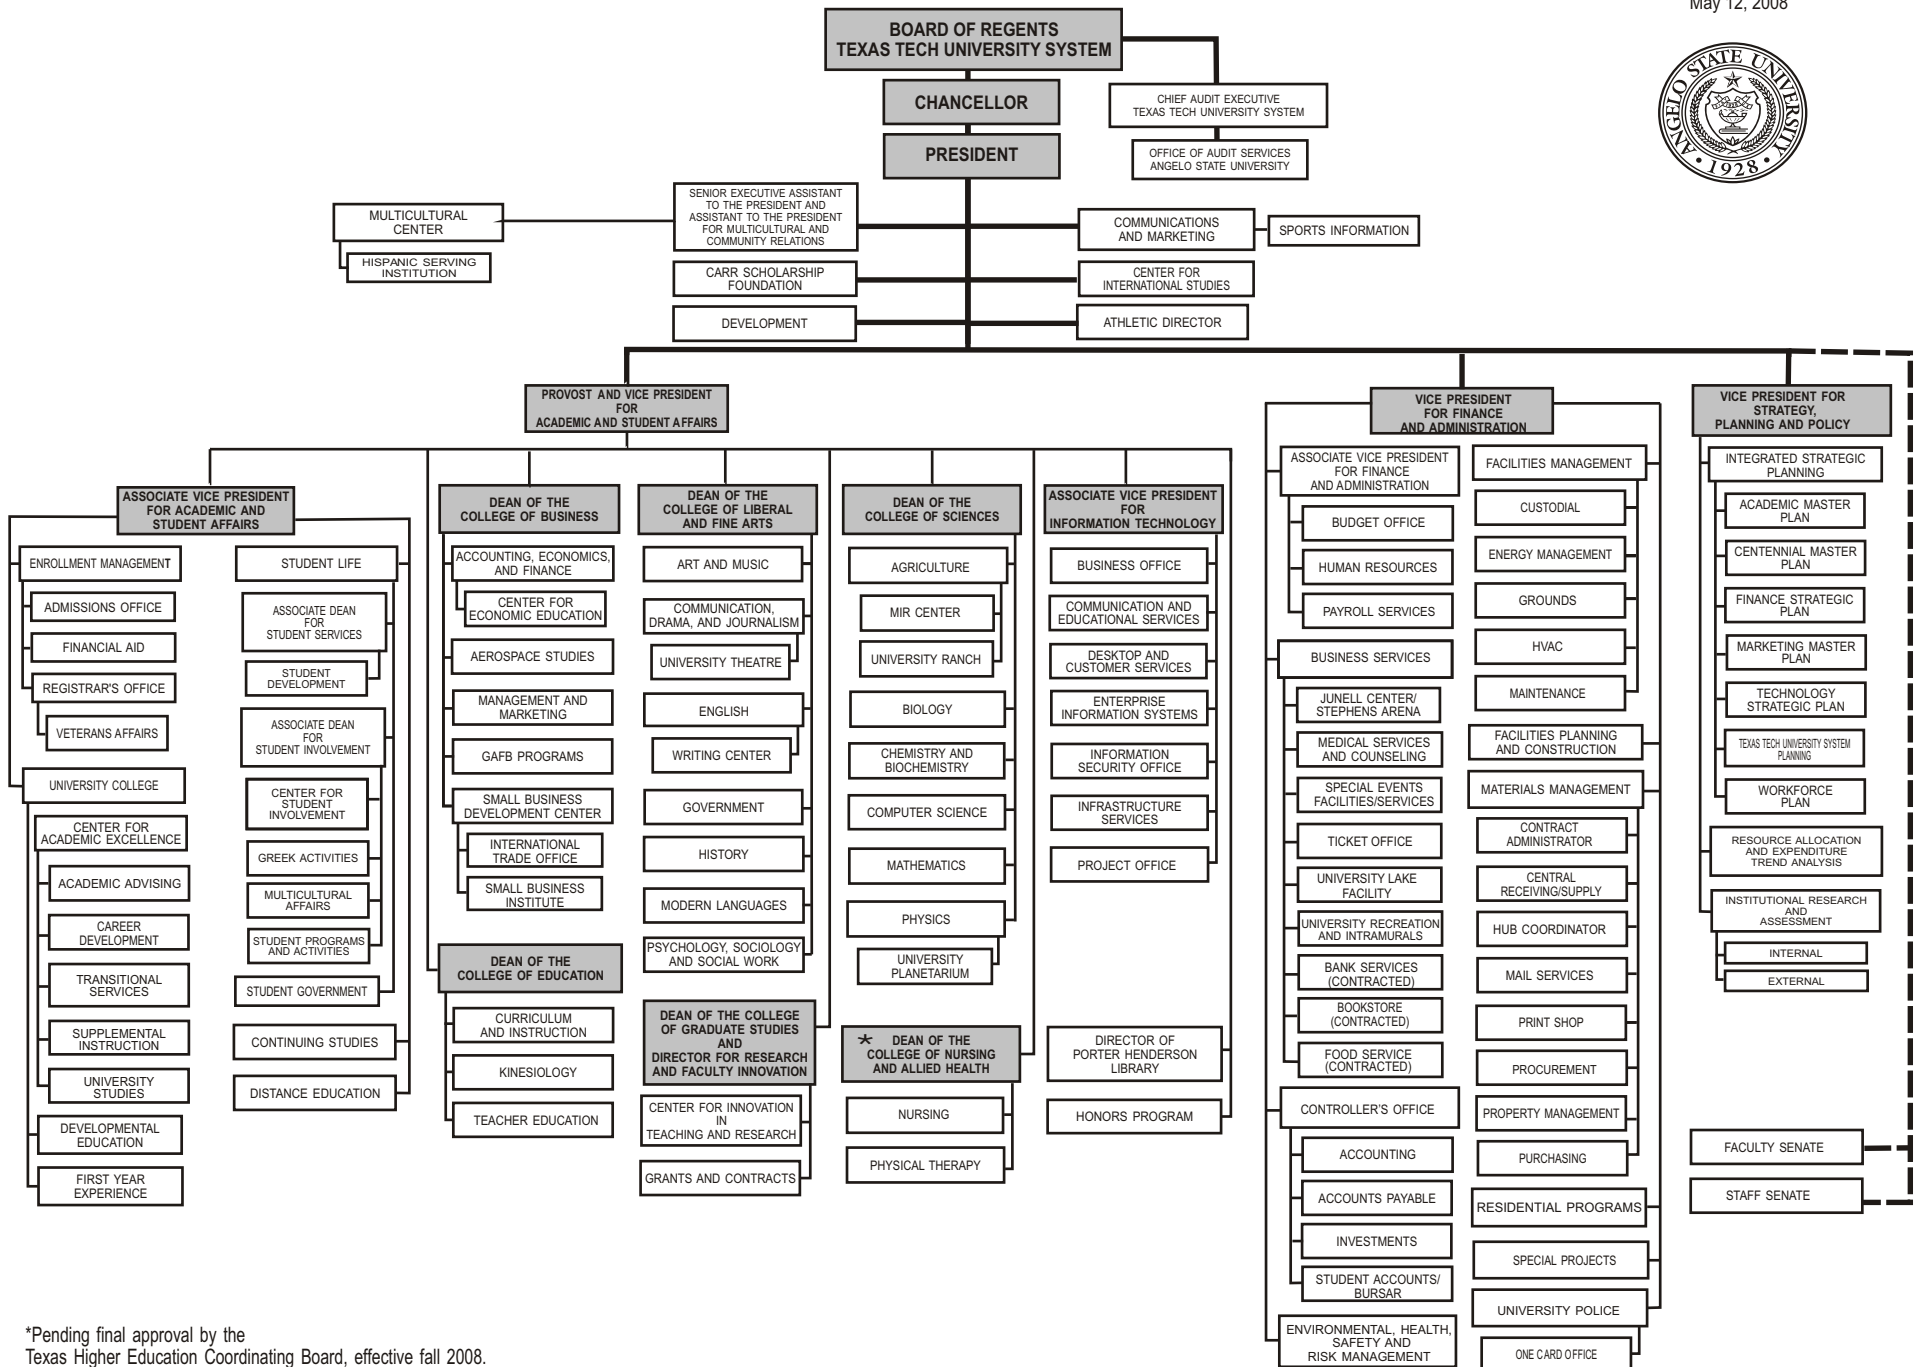 May 12, 2008
ANGELO STATE UNIVERSITY
• 1928 •
BOARD OF REGENTS
TEXAS TECH UNIVERSITY SYSTEM
CHANCELLOR
PRESIDENT
CHIEF AUDIT EXECUTIVE
TEXAS TECH UNIVERSITY SYSTEM
OFFICE OF AUDIT SERVICES
ANGELO STATE UNIVERSITY
MULTICULTURAL
CENTER
HISPANIC SERVING
INSTITUTION
SENIOR EXECUTIVE ASSISTANT
TO THE PRESIDENT AND
ASSISTANT TO THE PRESIDENT
FOR MULTICULTURAL AND
COMMUNITY RELATIONS
CARR SCHOLARSHIP
FOUNDATION
DEVELOPMENT
COMMUNICATIONS
AND MARKETING
SPORTS INFORMATION
CENTER FOR
INTERNATIONAL STUDIES
ATHLETIC DIRECTOR
PROVOST AND VICE PRESIDENT
FOR
ACADEMIC AND STUDENT AFFAIRS
ASSOCIATE VICE PRESIDENT
FOR ACADEMIC AND
STUDENT AFFAIRS
ENROLLMENT MANAGEMENT
ADMISSIONS OFFICE
FINANCIAL AID
REGISTRAR'S OFFICE
VETERANS AFFAIRS
UNIVERSITY COLLEGE
CENTER FOR
ACADEMIC EXCELLENCE
ACADEMIC ADVISING
CAREER
DEVELOPMENT
TRANSITIONAL
SERVICES
SUPPLEMENTAL
INSTRUCTION
UNIVERSITY
STUDIES
DEVELOPMENTAL
EDUCATION
FIRST YEAR
EXPERIENCE
STUDENT LIFE
ASSOCIATE DEAN
FOR
STUDENT SERVICES
STUDENT
DEVELOPMENT
ASSOCIATE DEAN
FOR
STUDENT INVOLVEMENT
CENTER FOR
STUDENT
INVOLVEMENT
GREEK ACTIVITIES
MULTICULTURAL
AFFAIRS
STUDENT PROGRAMS
AND ACTIVITIES
STUDENT GOVERNMENT
CONTINUING STUDIES
DISTANCE EDUCATION
DEAN OF THE
COLLEGE OF BUSINESS
ACCOUNTING, ECONOMICS,
AND FINANCE
CENTER FOR
ECONOMIC EDUCATION
AEROSPACE STUDIES
MANAGEMENT AND
MARKETING
GAFB PROGRAMS
SMALL BUSINESS
DEVELOPMENT CENTER
INTERNATIONAL
TRADE OFFICE
SMALL BUSINESS
INSTITUTE
DEAN OF THE
COLLEGE OF EDUCATION
CURRICULUM
AND INSTRUCTION
KINESIOLOGY
TEACHER EDUCATION
DEAN OF THE
COLLEGE OF LIBERAL
AND FINE ARTS
ART AND MUSIC
COMMUNICATION,
DRAMA, AND JOURNALISM
UNIVERSITY THEATRE
ENGLISH
WRITING CENTER
GOVERNMENT
HISTORY
MODERN LANGUAGES
PSYCHOLOGY, SOCIOLOGY
AND SOCIAL WORK
DEAN OF THE COLLEGE
OF GRADUATE STUDIES
AND
DIRECTOR FOR RESEARCH
AND FACULTY INNOVATION
CENTER FOR INNOVATION
IN
TEACHING AND RESEARCH
GRANTS AND CONTRACTS
DEAN OF THE
COLLEGE OF SCIENCES
AGRICULTURE
MIR CENTER
UNIVERSITY RANCH
BIOLOGY
CHEMISTRY AND
BIOCHEMISTRY
COMPUTER SCIENCE
MATHEMATICS
PHYSICS
UNIVERSITY
PLANETARIUM
* DEAN OF THE
COLLEGE OF NURSING
AND ALLIED HEALTH
NURSING
PHYSICAL THERAPY
ASSOCIATE VICE PRESIDENT
FOR
INFORMATION TECHNOLOGY
BUSINESS OFFICE
COMMUNICATION AND
EDUCATIONAL SERVICES
DESKTOP AND
CUSTOMER SERVICES
ENTERPRISE
INFORMATION SYSTEMS
INFORMATION
SECURITY OFFICE
INFRASTRUCTURE
SERVICES
PROJECT OFFICE
DIRECTOR OF
PORTER HENDERSON
LIBRARY
HONORS PROGRAM
VICE PRESIDENT
FOR FINANCE
AND ADMINISTRATION
ASSOCIATE VICE PRESIDENT
FOR FINANCE
AND ADMINISTRATION
BUDGET OFFICE
HUMAN RESOURCES
PAYROLL SERVICES
BUSINESS SERVICES
JUNELL CENTER/
STEPHENS ARENA
MEDICAL SERVICES
AND COUNSELING
SPECIAL EVENTS
FACILITIES/SERVICES
TICKET OFFICE
UNIVERSITY LAKE
FACILITY
UNIVERSITY RECREATION
AND INTRAMURALS
BANK SERVICES
(CONTRACTED)
BOOKSTORE
(CONTRACTED)
FOOD SERVICE
(CONTRACTED)
CONTROLLER'S OFFICE
ACCOUNTING
ACCOUNTS PAYABLE
INVESTMENTS
STUDENT ACCOUNTS/
BURSAR
ENVIRONMENTAL, HEALTH,
SAFETY AND
RISK MANAGEMENT
FACILITIES MANAGEMENT
CUSTODIAL
ENERGY MANAGEMENT
GROUNDS
HVAC
MAINTENANCE
FACILITIES PLANNING
AND CONSTRUCTION
MATERIALS MANAGEMENT
CONTRACT
ADMINISTRATOR
CENTRAL
RECEIVING/SUPPLY
HUB COORDINATOR
MAIL SERVICES
PRINT SHOP
PROCUREMENT
PROPERTY MANAGEMENT
PURCHASING
RESIDENTIAL PROGRAMS
SPECIAL PROJECTS
UNIVERSITY POLICE
ONE CARD OFFICE
VICE PRESIDENT FOR
STRATEGY,
PLANNING AND POLICY
INTEGRATED STRATEGIC
PLANNING
ACADEMIC MASTER
PLAN
CENTENNIAL MASTER
PLAN
FINANCE STRATEGIC
PLAN
MARKETING MASTER
PLAN
TECHNOLOGY
STRATEGIC PLAN
TEXAS TECH UNIVERSITY SYSTEM
PLANNING
WORKFORCE
PLAN
RESOURCE ALLOCATION
AND EXPENDITURE
TREND ANALYSIS
INSTITUTIONAL RESEARCH
AND
ASSESSMENT
INTERNAL
EXTERNAL
FACULTY SENATE
STAFF SENATE
*Pending final approval by the
Texas Higher Education Coordinating Board, effective fall 2008.